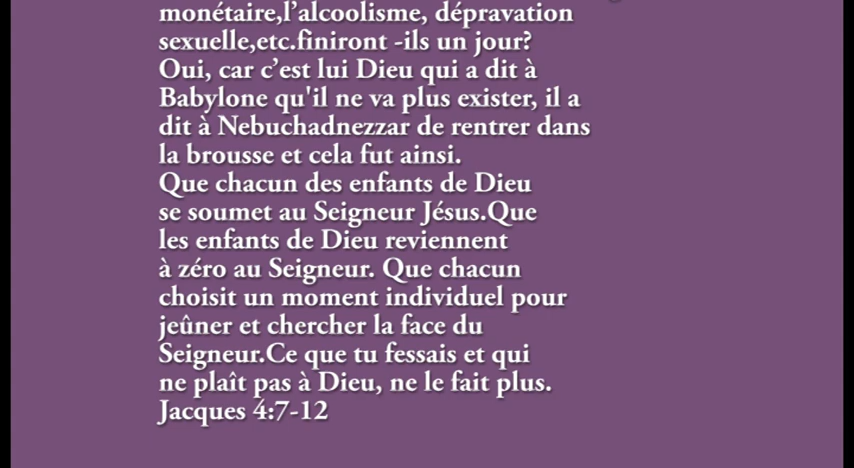 monétaire,l’alcoolisme, dépravation
sexuelle,etc.finiront -ils un jour?
Oui, car c’est lui Dieu qui a dit à
Babylone qu'il ne va plus exister, il a
dit à Nebuchadnezzar de rentrer dans
la brousse et cela fut ainsi.
Que chacun des enfants de Dieu
se soumet au Seigneur Jésus.Que
les enfants de Dieu reviennent
à zéro au Seigneur. Que chacun
choisit un moment individuel pour
jeûner et chercher la face du
Seigneur.Ce que tu fessais et qui
ne plaît pas à Dieu, ne le fait plus.
Jacques 4:7-12